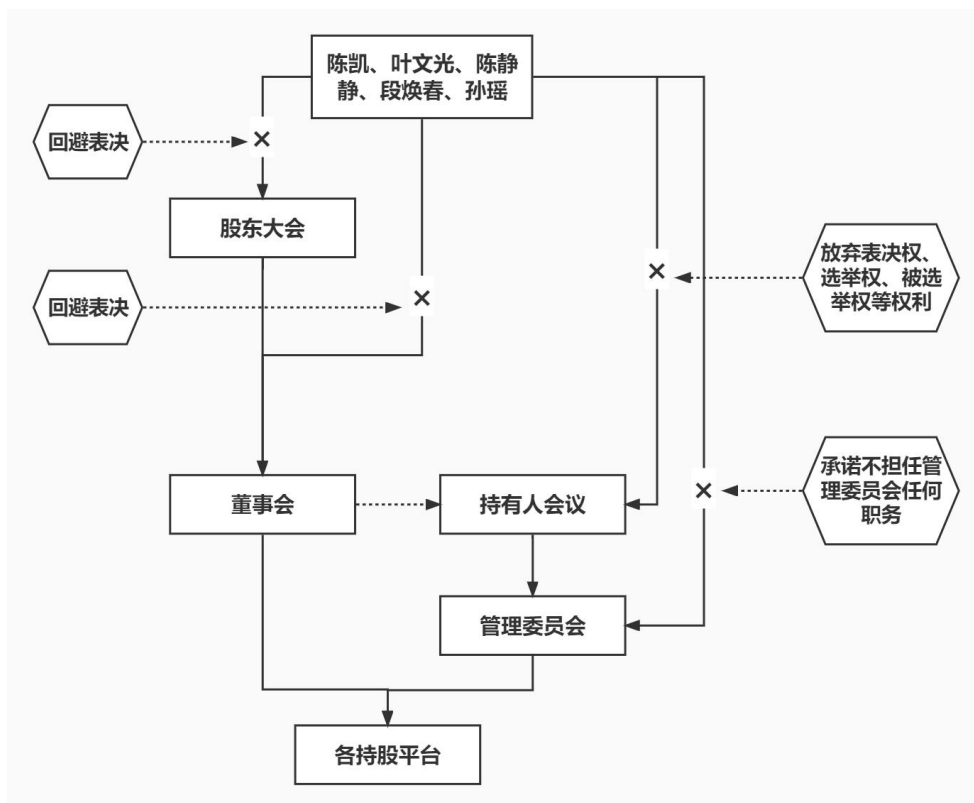 陈凯、叶文光、陈静
静、段焕春、孙瑶
回避表决
股东大会
放弃表决权、
选举权、被选
举权等权利
回避表决
承诺不担任管
理委员会任何
职务
董事会
持有人会议
管理委员会
各持股平台